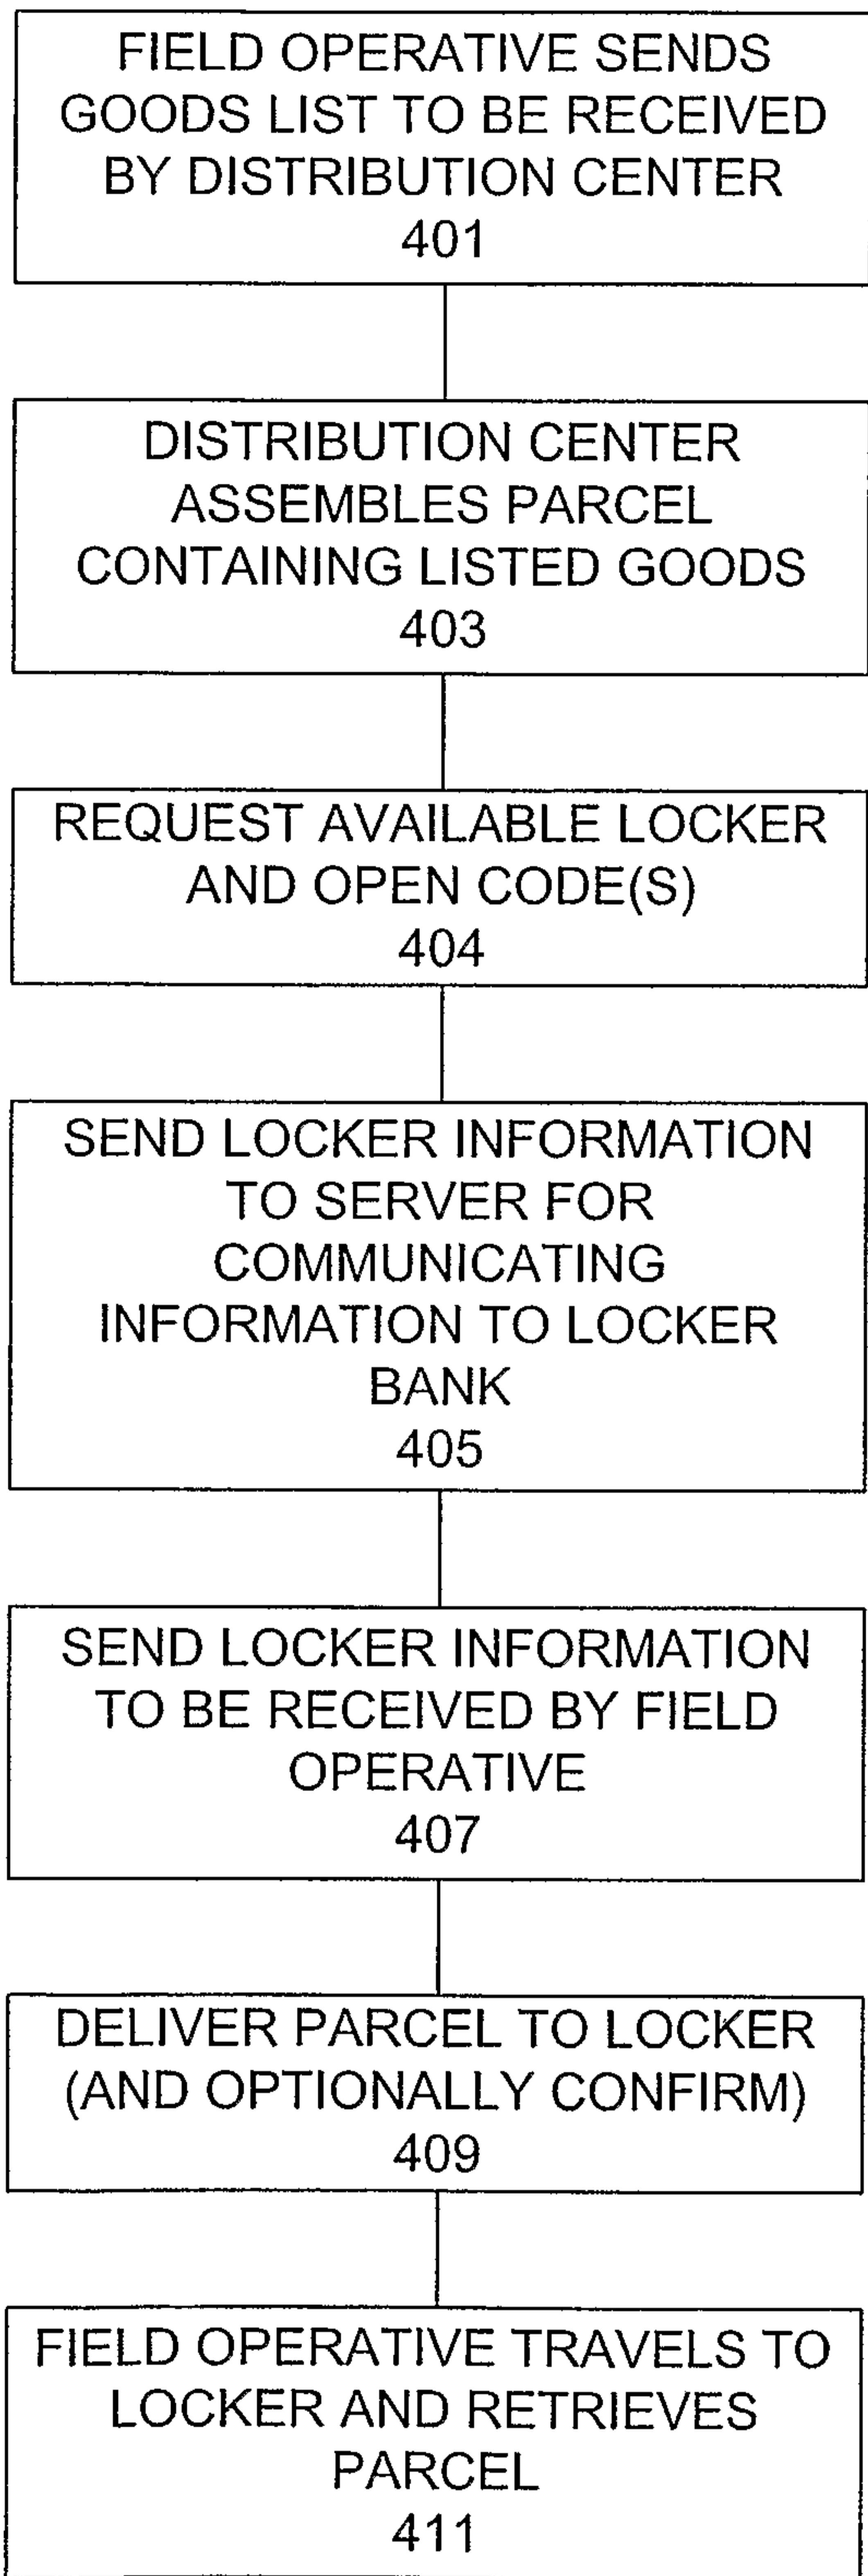 FIELD OPERATIVE SENDS
GOODS LIST TO BE RECEIVED
BY DISTRIBUTION CENTER
401
DISTRIBUTION CENTER
ASSEMBLES PARCEL
CONTAINING LISTED GOODS
403
REQUEST AVAILABLE LOCKER
AND OPEN CODE(S)
404
SEND LOCKER INFORMATION
TO SERVER FOR
COMMUNICATING
INFORMATION TO LOCKER
BANK
405
SEND LOCKER INFORMATION
TO BE RECEIVED BY FIELD
OPERATIVE
407
DELIVER PARCEL TO LOCKER
(AND OPTIONALLY CONFIRM)
409
FIELD OPERATIVE TRAVELS TO
LOCKER AND RETRIEVES
PARCEL
411